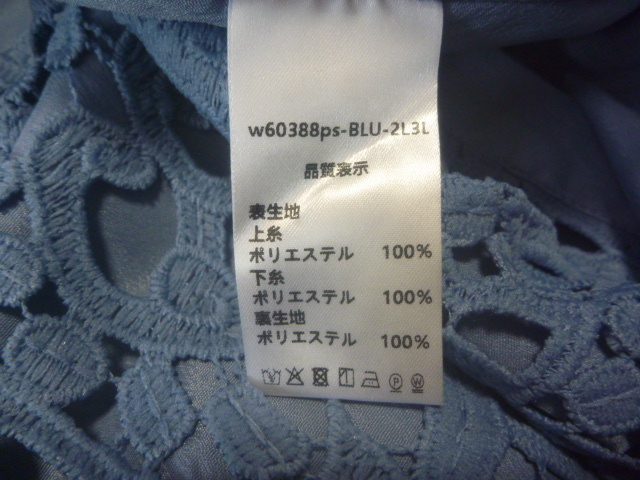 w60388ps-BLU-2L3L
品質表示
表生地
上糸
ポリエステル 100%
下糸
ポリエステル 100%
裏生地
ポリエステル 100%
P W